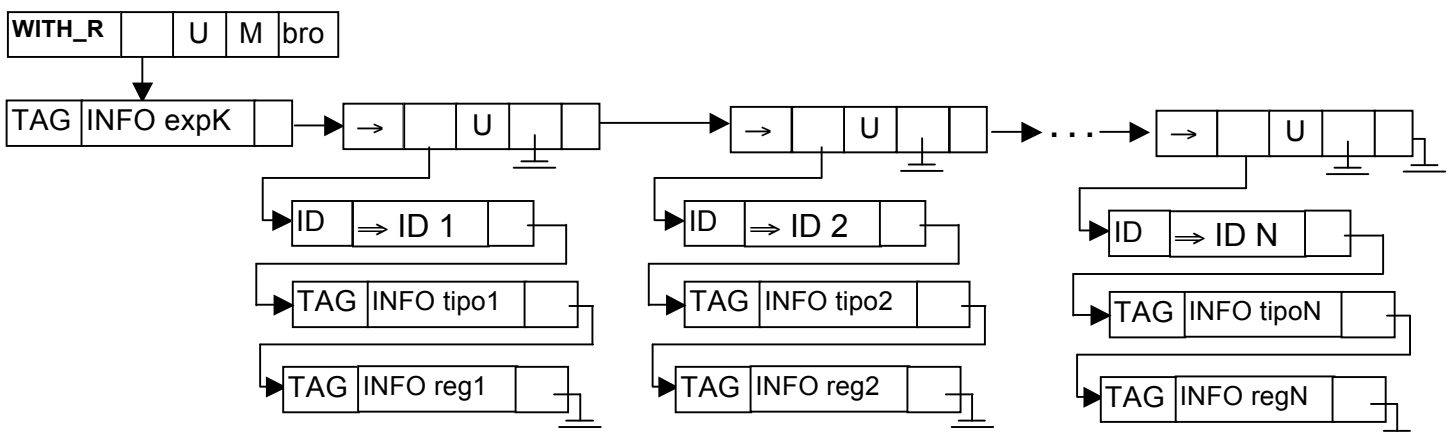 WITH_R U M bro
TAG INFO expK → U → U . . . → U
ID ⇒ ID 1 ID ⇒ ID 2 ID ⇒ ID N
TAG INFO tipo1 TAG INFO tipo2 TAG INFO tipoN
TAG INFO reg1 TAG INFO reg2 TAG INFO regN